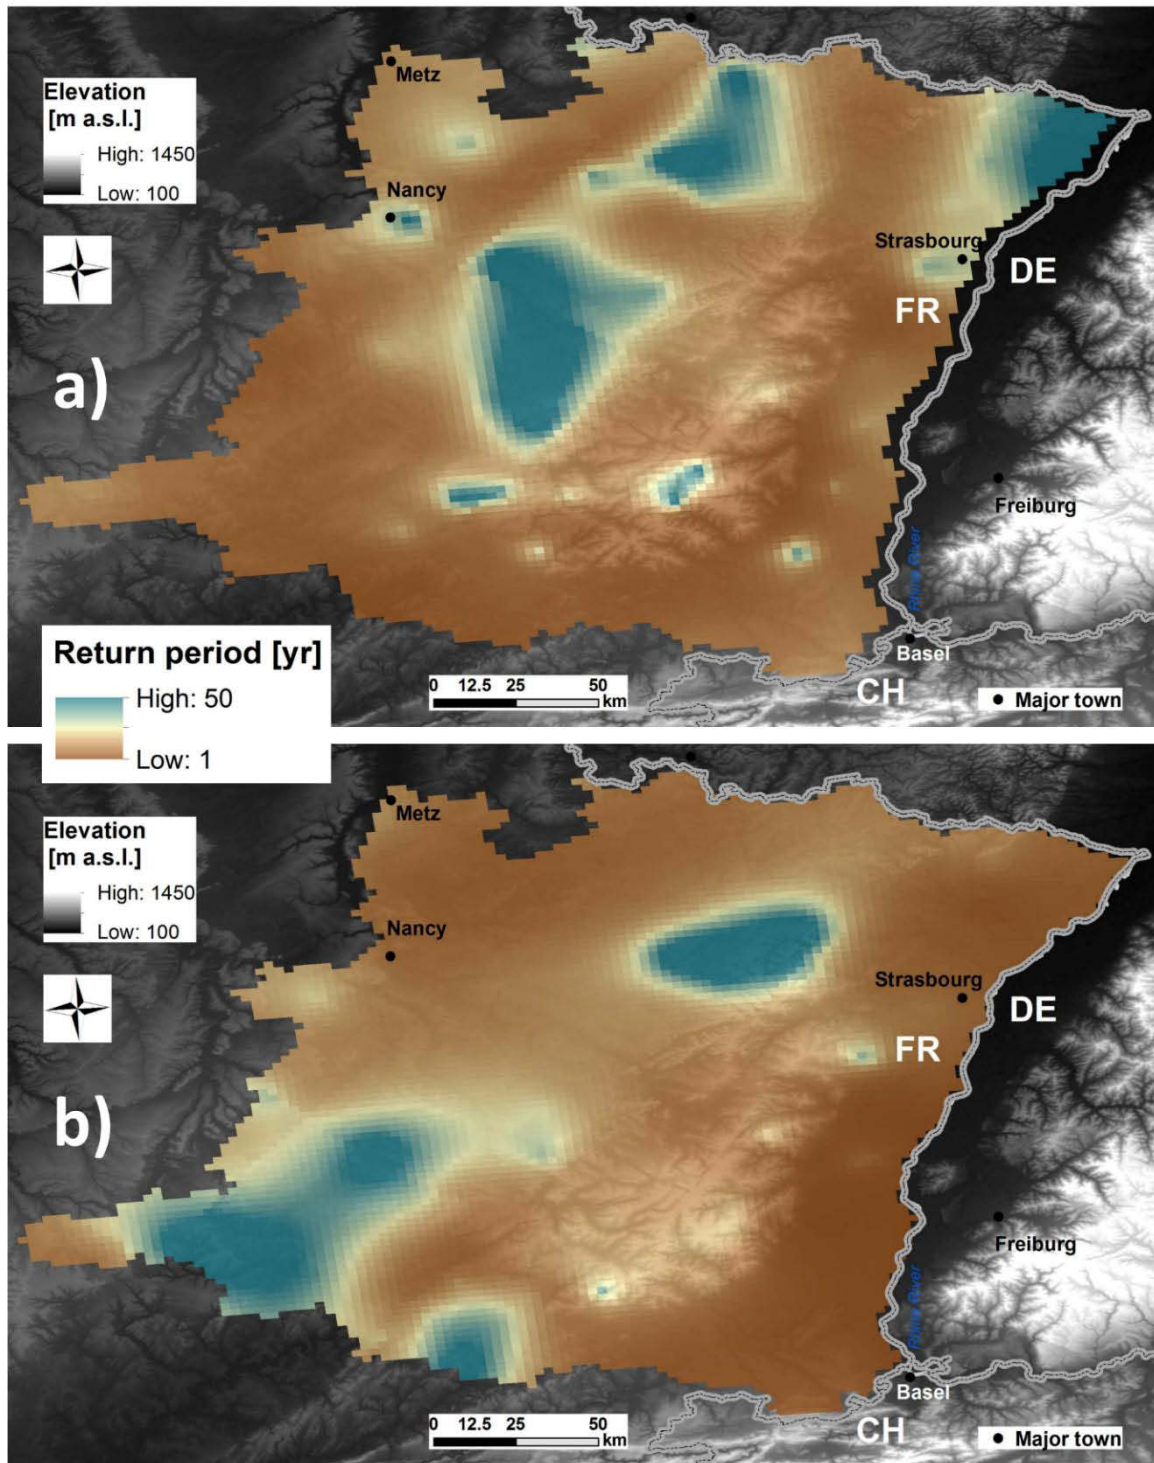 Elevation
[m a.s.l.]
High: 1450
Low: 100
Metz
Nancy
Strasbourg
DE
FR
a)
Freiburg
Rhine River
Return period [yr]
High: 50
Low: 1
0 12.5 25 50
km
Basel
CH
Major town
Elevation
[m a.s.l.]
High: 1450
Low: 100
Metz
Nancy
Strasbourg
DE
FR
b)
Freiburg
Rhine River
0 12.5 25 50
km
Basel
CH
Major town